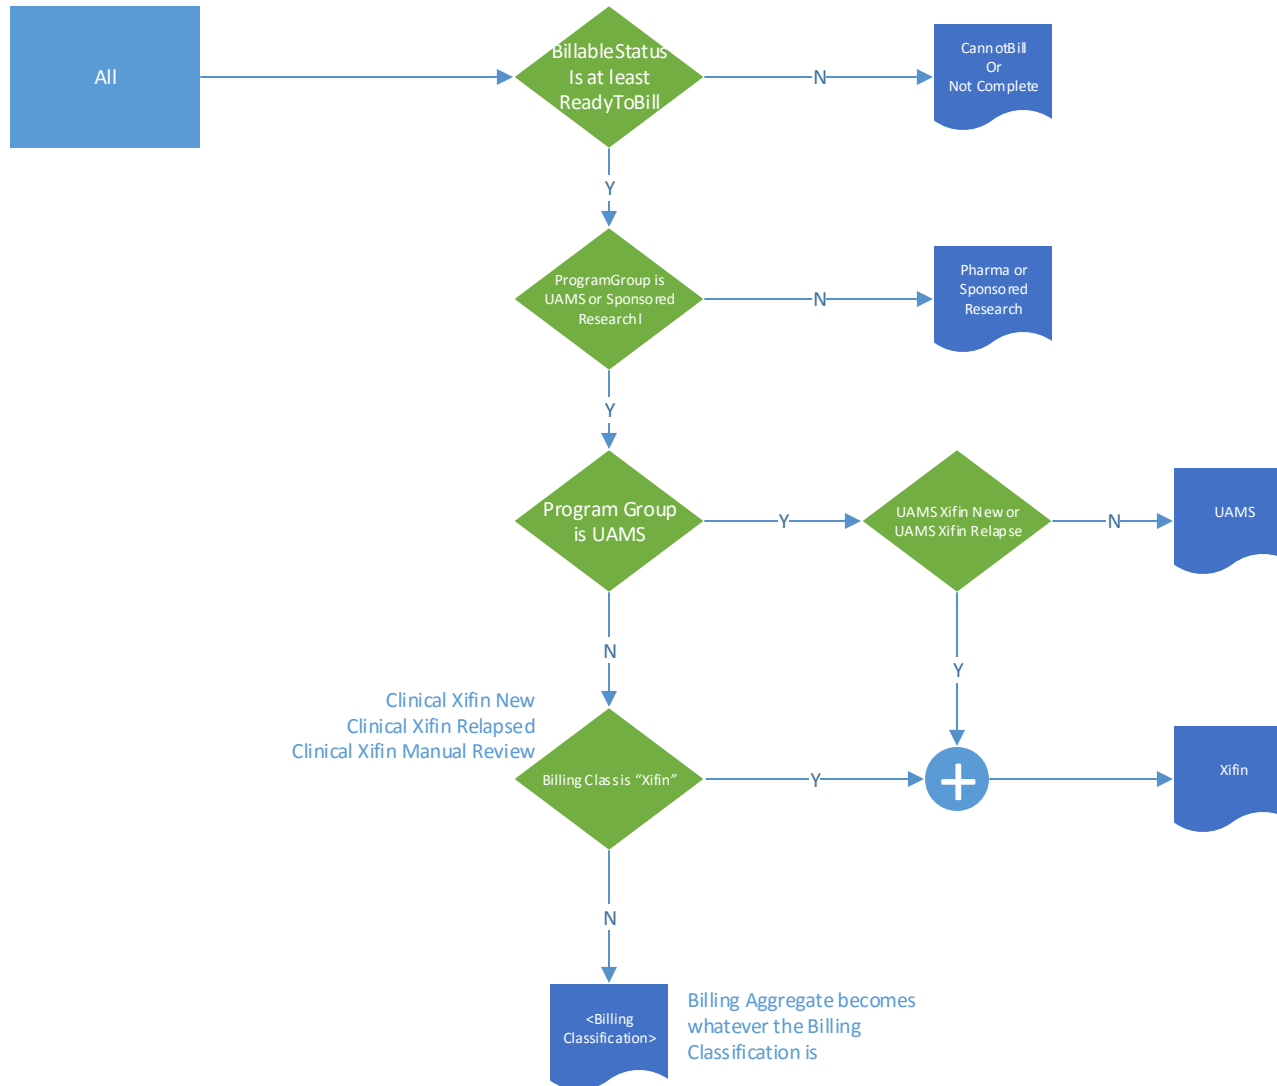 All
BillableStatus
Is at least
ReadyToBill
N
CannotBill
Or
Not Complete
Y
ProgramGroup is
UAMS or Sponsored
Researchl
N
Pharma or
Sponsored
Research
Y
Program Group
is UAMS
Y
UAMS Xifin New or
UAMS Xifin Relapse
N
UAMS
N
Y
Clinical Xifin New
Clinical Xifin Relapsed
Clinical Xifin Manual Review
Billing Class is “Xifin”
Y
Xifin
N
<Billing
Classification>
Billing Aggregate becomes
whatever the Billing
Classification is